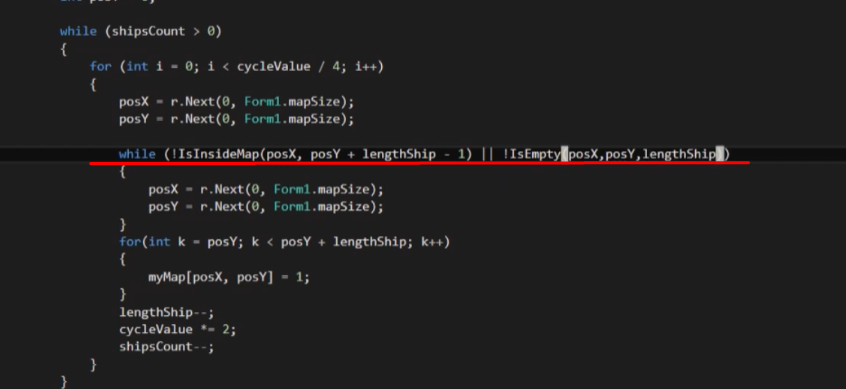 while (shipsCount > 0)
{
for (int i = 0; i < cycleValue / 4; i++)
{
posX = r.Next(0, Form1.mapSize);
posY = r.Next(0, Form1.mapSize);
while (!IsInsideMap(posX, posY + lengthShip - 1) || !IsEmpty(posX,posY,lengthShip))
{
posX = r.Next(0, Form1.mapSize);
posY = r.Next(0, Form1.mapSize);
}
for(int k = posY; k < posY + lengthShip; k++)
{
myMap[posX, posY] = 1;
}
lengthShip--;
cycleValue *= 2;
shipsCount--;
}
}